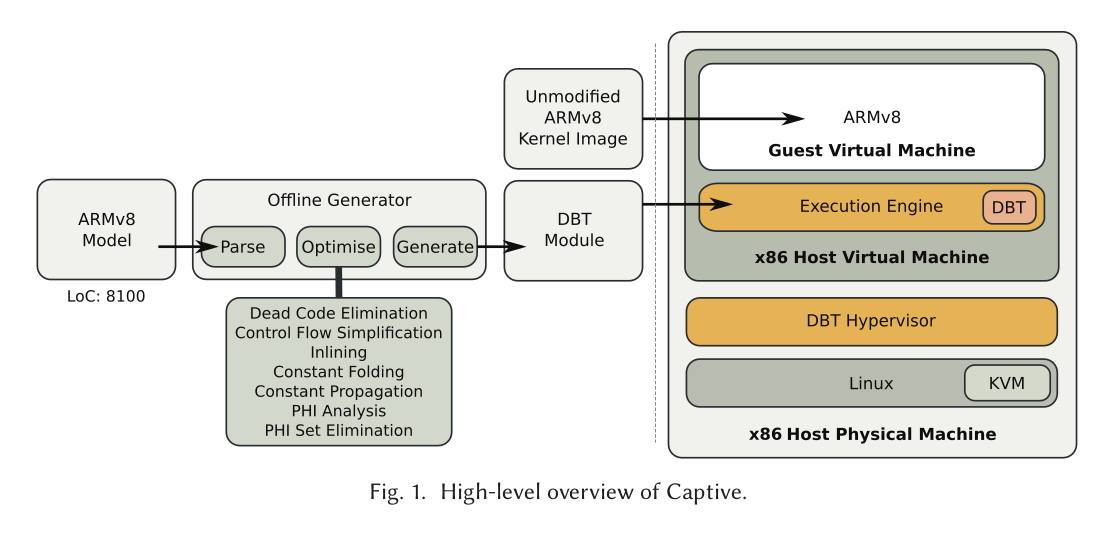 ARMv8
Model
LoC: 8100
Offline Generator
Parse
Optimise
Generate
Dead Code Elimination
Control Flow Simplification
Inlining
Constant Folding
Constant Propagation
PHI Analysis
PHI Set Elimination
Unmodified
ARMv8
Kernel Image
DBT
Module
ARMv8
Guest Virtual Machine
Execution Engine
DBT
x86 Host Virtual Machine
DBT Hypervisor
Linux
KVM
x86 Host Physical Machine
Fig. 1. High-level overview of Captive.